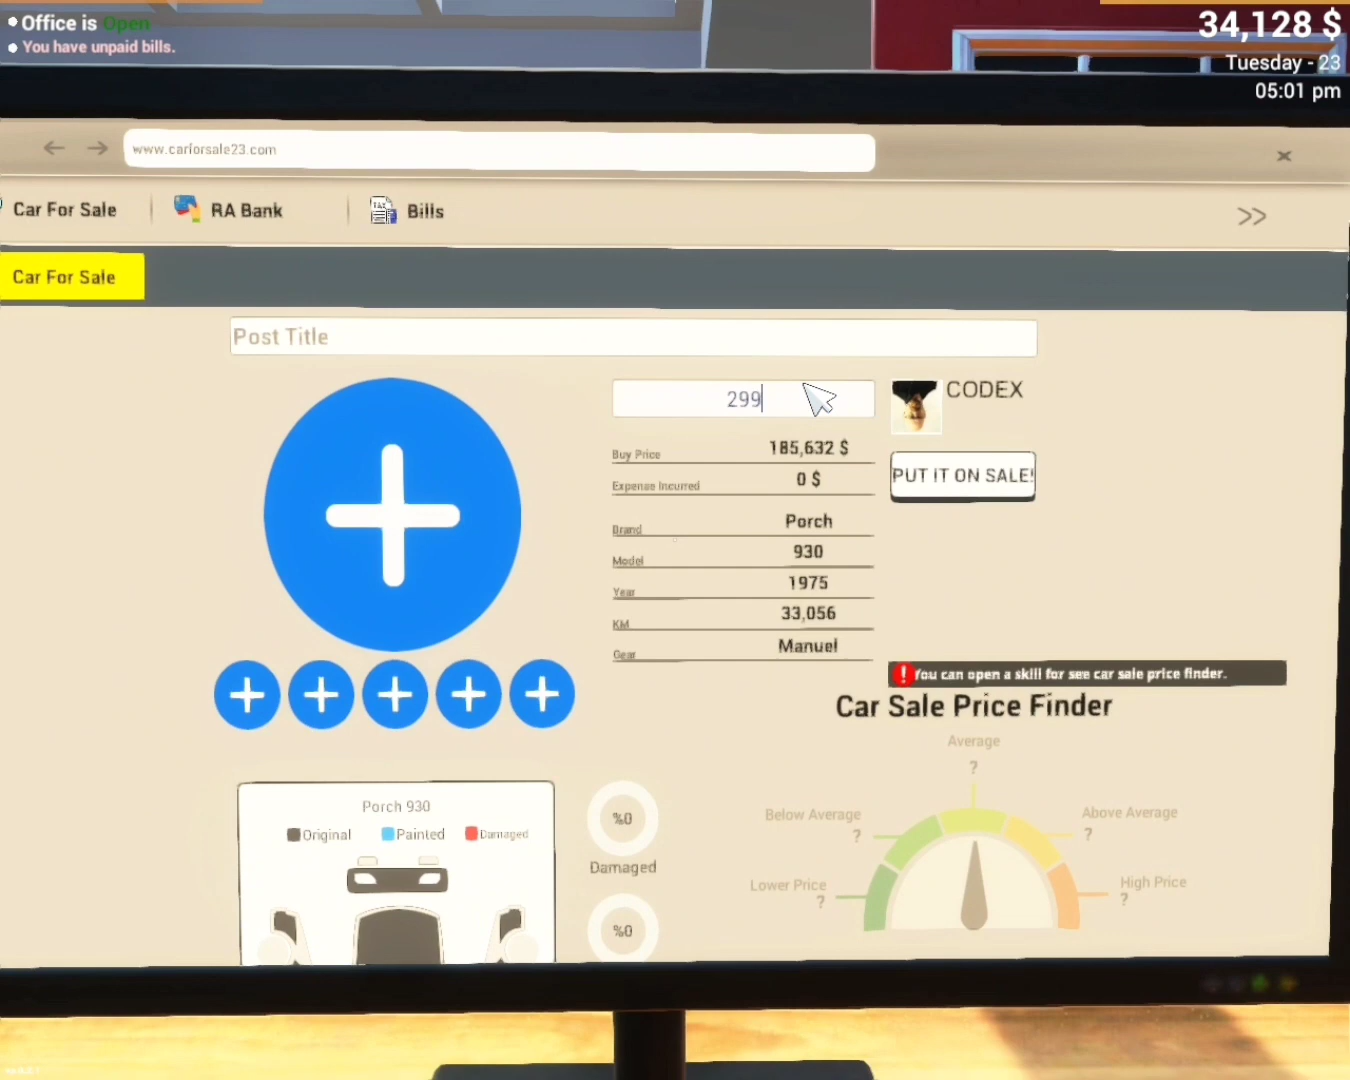 Office is Open
You have unpaid bills.
34,128 $
Tuesday - 23
05:01 pm
www.carforsale23.com
Car For Sale
RA Bank
Bills
>>
Car For Sale
Post Title
299
CODEX
Buy Price 185,632 $
PUT IT ON SALE!
Expense Incurred 0 $
Brand Porch
Model 930
Year 1975
KM 33,056
Gear Manuel
You can open a skill for see car sale price finder.
Car Sale Price Finder
Average
?
Below Average
?
Above Average
?
Lower Price
?
High Price
?
Porch 930
Original Painted Damaged
%0
Damaged
%0